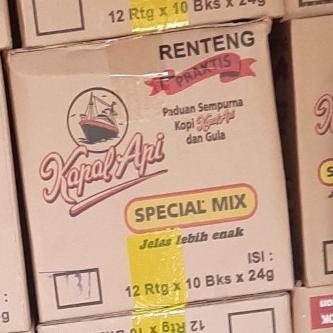 12 Rtg x 10 Bks x 24g
RENTENG
PRAKTIS
Paduan Sempurna
Kopi Kapal Api
dan Gula
Kapal Api
SPECIAL MIX
Jelas lebih enak
ISI :
12 Rtg x 10 Bks x 24g
12 Rtg x 10